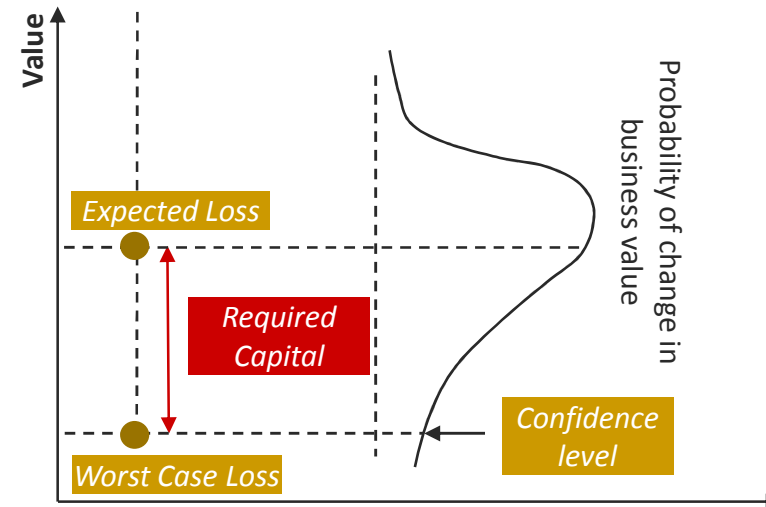 Value
Expected Loss
Required
Capital
Worst Case Loss
Confidence
level
Probability of change in
business value